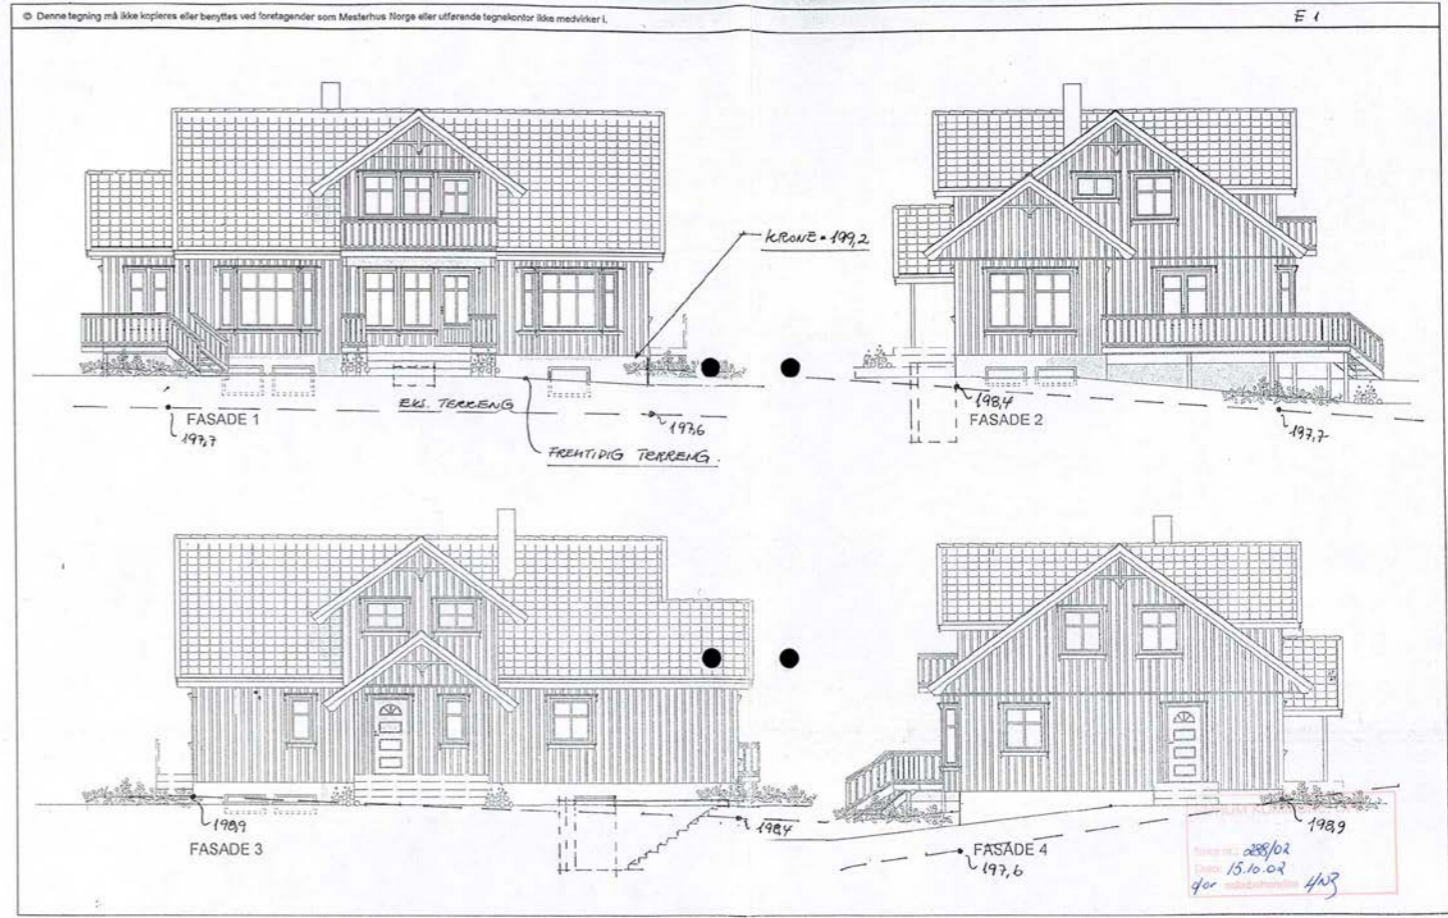 © Denne tegning må ikke kopieres eller benyttes ved foretagender som Mesterhus Norge eller utførende tegnekontor ikke medvirker i.
E 1
KRONE = 199,2
EKS. TERRENG
FASADE 1
197,7
197,6
FREMTIDIG TERRENG.
198,4
FASADE 2
197,7
198,9
FASADE 3
198,4
FASADE 4
197,6
198,9
288/02
15.10.02
for